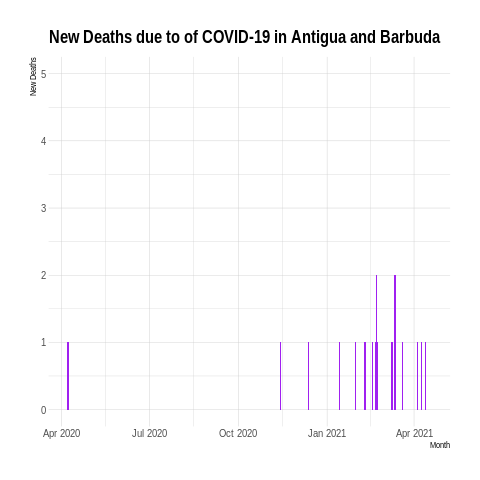 New Deaths due to of COVID-19 in Antigua and Barbuda
New Deaths
5
4
3
2
1
0
Apr 2020 Jul 2020 Oct 2020 Jan 2021 Apr 2021
Month